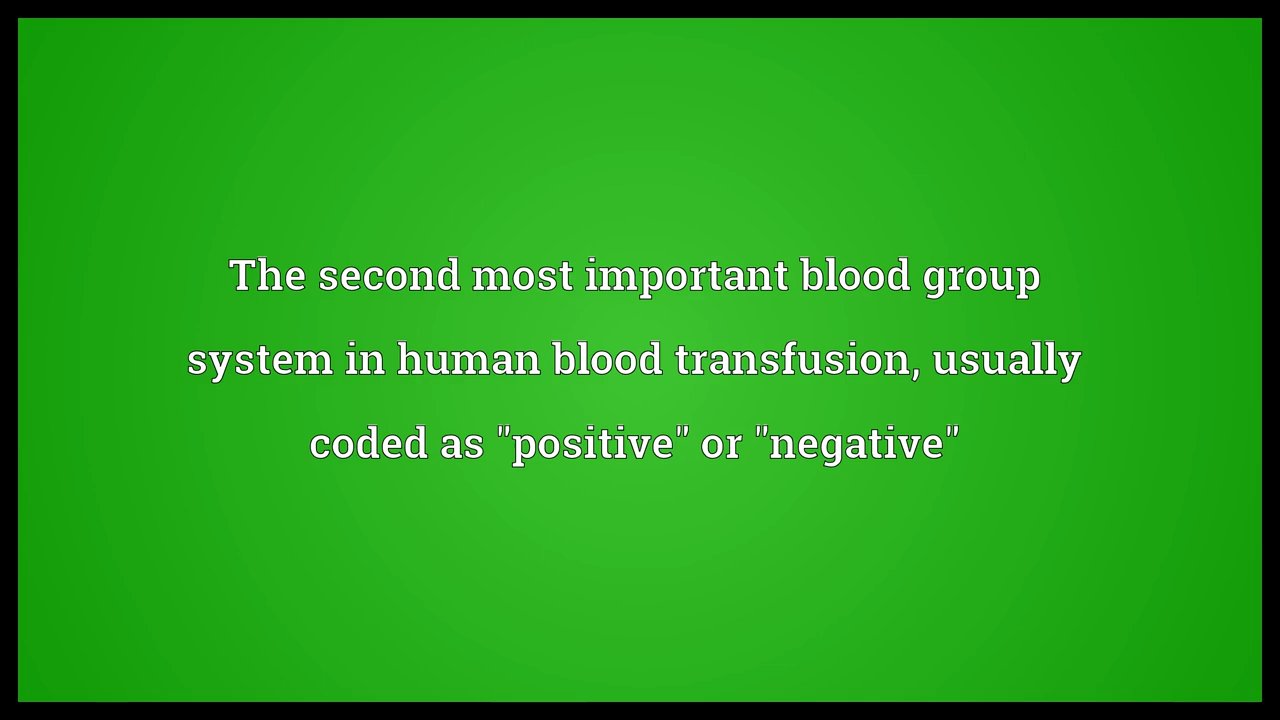 The second most important blood group
system in human blood transfusion, usually
coded as "positive" or "negative"